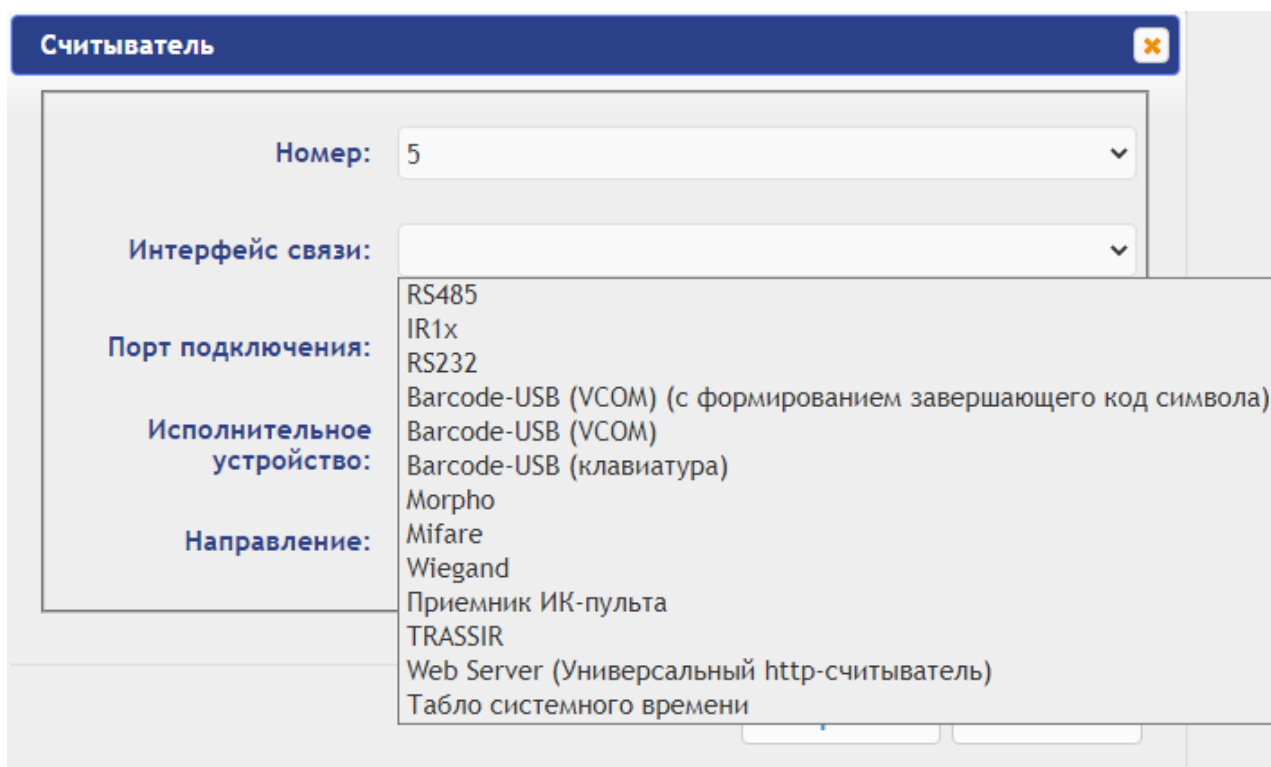 Считыватель
Номер:
5
Интерфейс связи:
RS485
IR1x
Порт подключения:
RS232
Barcode-USB (VCOM) (с формированием завершающего код символа)
Исполнительное
устройство:
Barcode-USB (VCOM)
Barcode-USB (клавиатура)
Morpho
Направление:
Mifare
Wiegand
Приемник ИК-пульта
TRASSIR
Web Server (Универсальный http-считыватель)
Табло системного времени